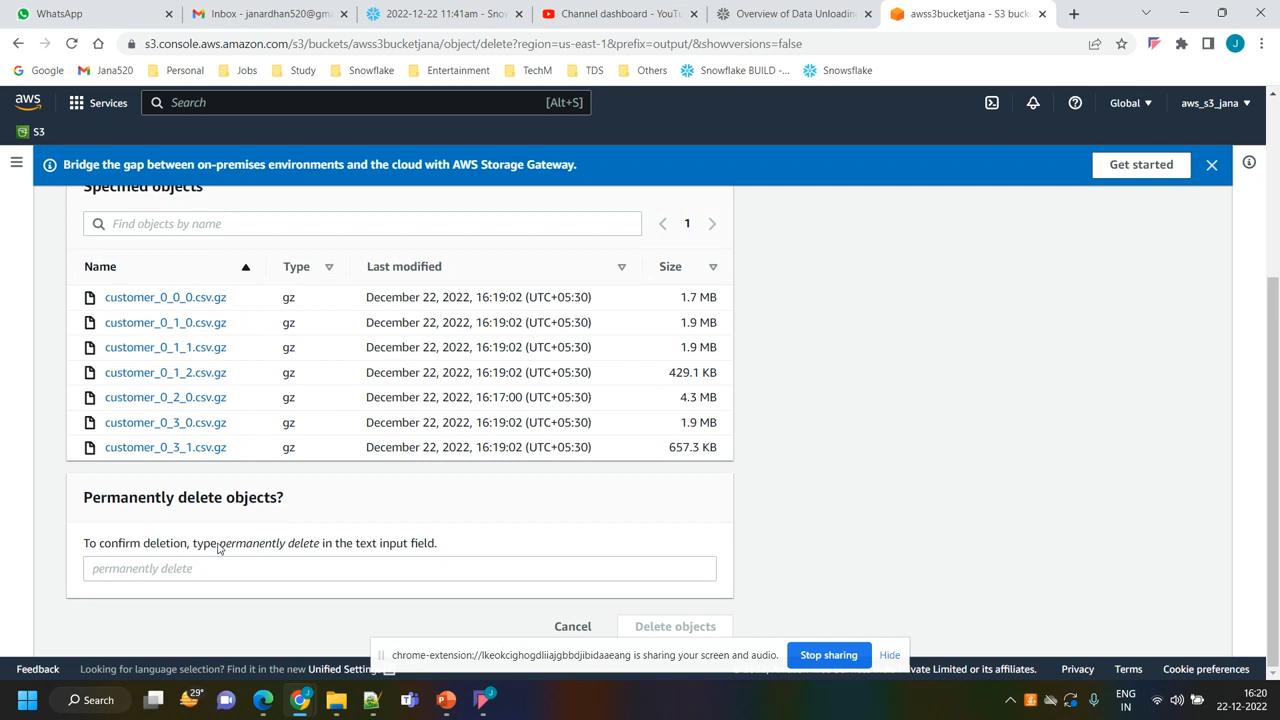 WhatsApp
Inbox - janardhan520@gm
2022-12-22 11:41am - Snow
Channel dashboard - YouTu
Overview of Data Unloading
awss3bucketjana - S3 buck
s3.console.aws.amazon.com/s3/buckets/awss3bucketjana/object/delete?region=us-east-1&prefix=output/&showversions=false
Google
Jana520
Personal
Jobs
Study
Snowflake
Entertainment
TechM
TDS
Others
Snowflake BUILD -...
Snowsflake
aws
Services
Search
[Alt+S]
Global
aws_s3_jana
S3
Bridge the gap between on-premises environments and the cloud with AWS Storage Gateway.
Get started
Specified objects
Find objects by name
1
Name Type Last modified Size
customer_0_0_0.csv.gz gz December 22, 2022, 16:19:02 (UTC+05:30) 1.7 MB
customer_0_1_0.csv.gz gz December 22, 2022, 16:19:02 (UTC+05:30) 1.9 MB
customer_0_1_1.csv.gz gz December 22, 2022, 16:19:02 (UTC+05:30) 1.9 MB
customer_0_1_2.csv.gz gz December 22, 2022, 16:19:02 (UTC+05:30) 429.1 KB
customer_0_2_0.csv.gz gz December 22, 2022, 16:17:00 (UTC+05:30) 4.3 MB
customer_0_3_0.csv.gz gz December 22, 2022, 16:19:02 (UTC+05:30) 1.9 MB
customer_0_3_1.csv.gz gz December 22, 2022, 16:19:02 (UTC+05:30) 657.3 KB
Permanently delete objects?
To confirm deletion, type permanently delete in the text input field.
permanently delete
Cancel
Delete objects
chrome-extension://lkeokcighogdliiajgbbdjibidaaeang is sharing your screen and audio.
Stop sharing
Hide
Feedback
Looking for language selection? Find it in the new Unified Settin
Private Limited or its affiliates.
Privacy
Terms
Cookie preferences
Search
29°
ENG
IN
16:20
22-12-2022